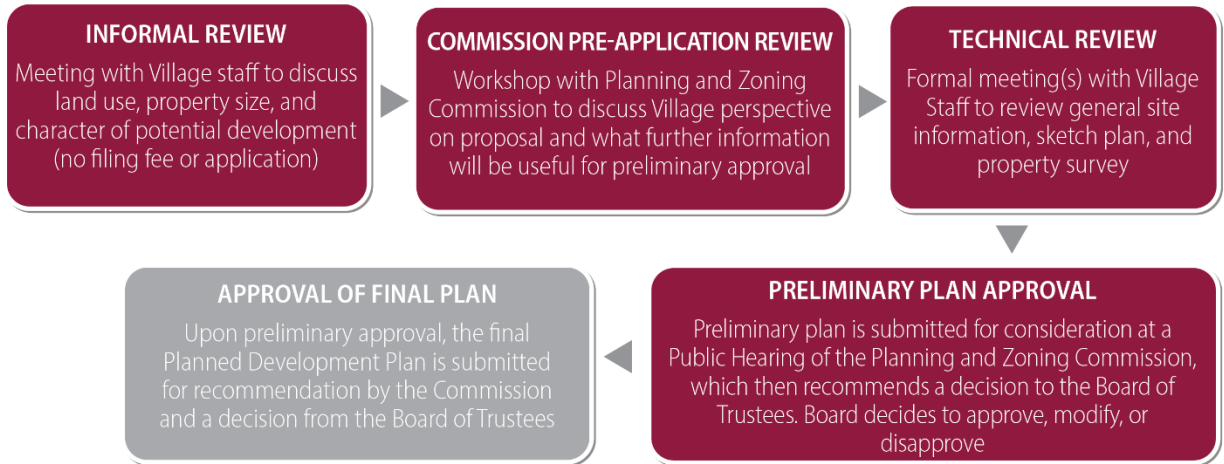 INFORMAL REVIEW
Meeting with Village staff to discuss
land use, property size, and
character of potential development
(no filing fee or application)
COMMISSION PRE-APPLICATION REVIEW
Workshop with Planning and Zoning
Commission to discuss Village perspective
on proposal and what further information
will be useful for preliminary approval
TECHNICAL REVIEW
Formal meeting(s) with Village
Staff to review general site
information, sketch plan, and
property survey
PRELIMINARY PLAN APPROVAL
Preliminary plan is submitted for consideration at a
Public Hearing of the Planning and Zoning Commission,
which then recommends a decision to the Board of
Trustees. Board decides to approve, modify, or
disapprove
APPROVAL OF FINAL PLAN
Upon preliminary approval, the final
Planned Development Plan is submitted
for recommendation by the Commission
and a decision from the Board of Trustees